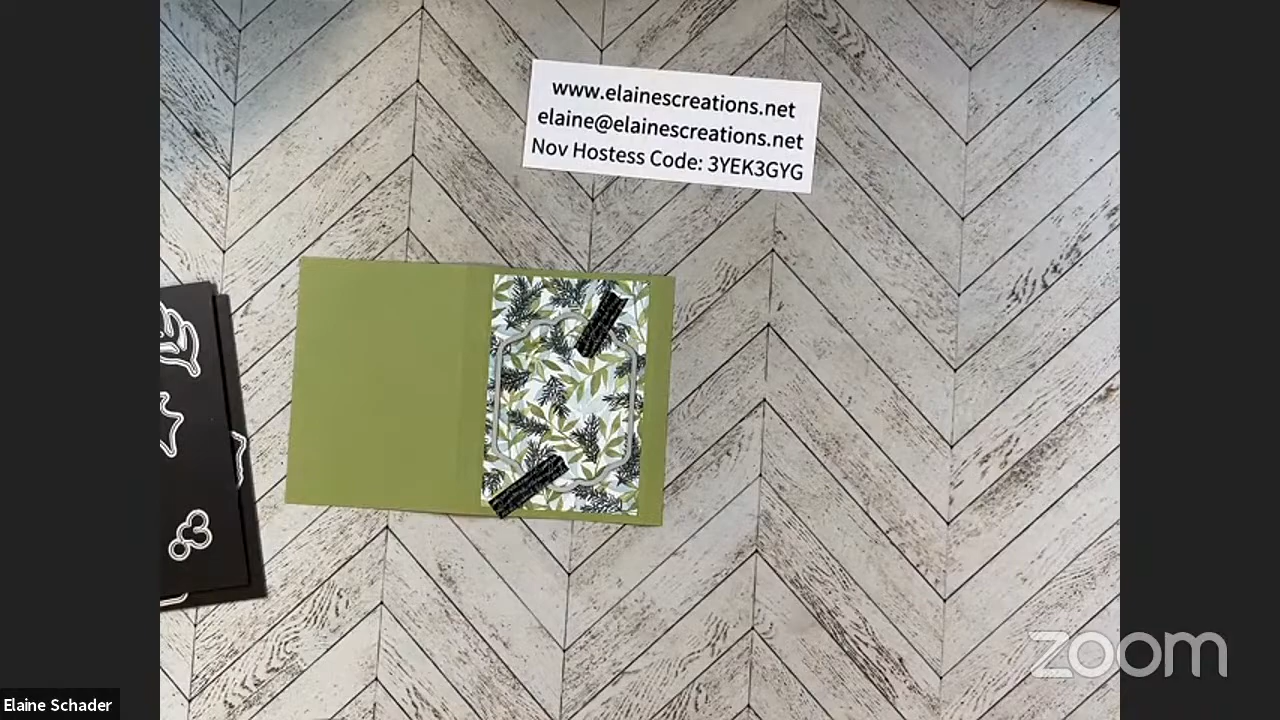 www.elainescreations.net
elaine@elainescreations.net
Nov Hostess Code: 3YEK3GYG
zoom
Elaine Schader